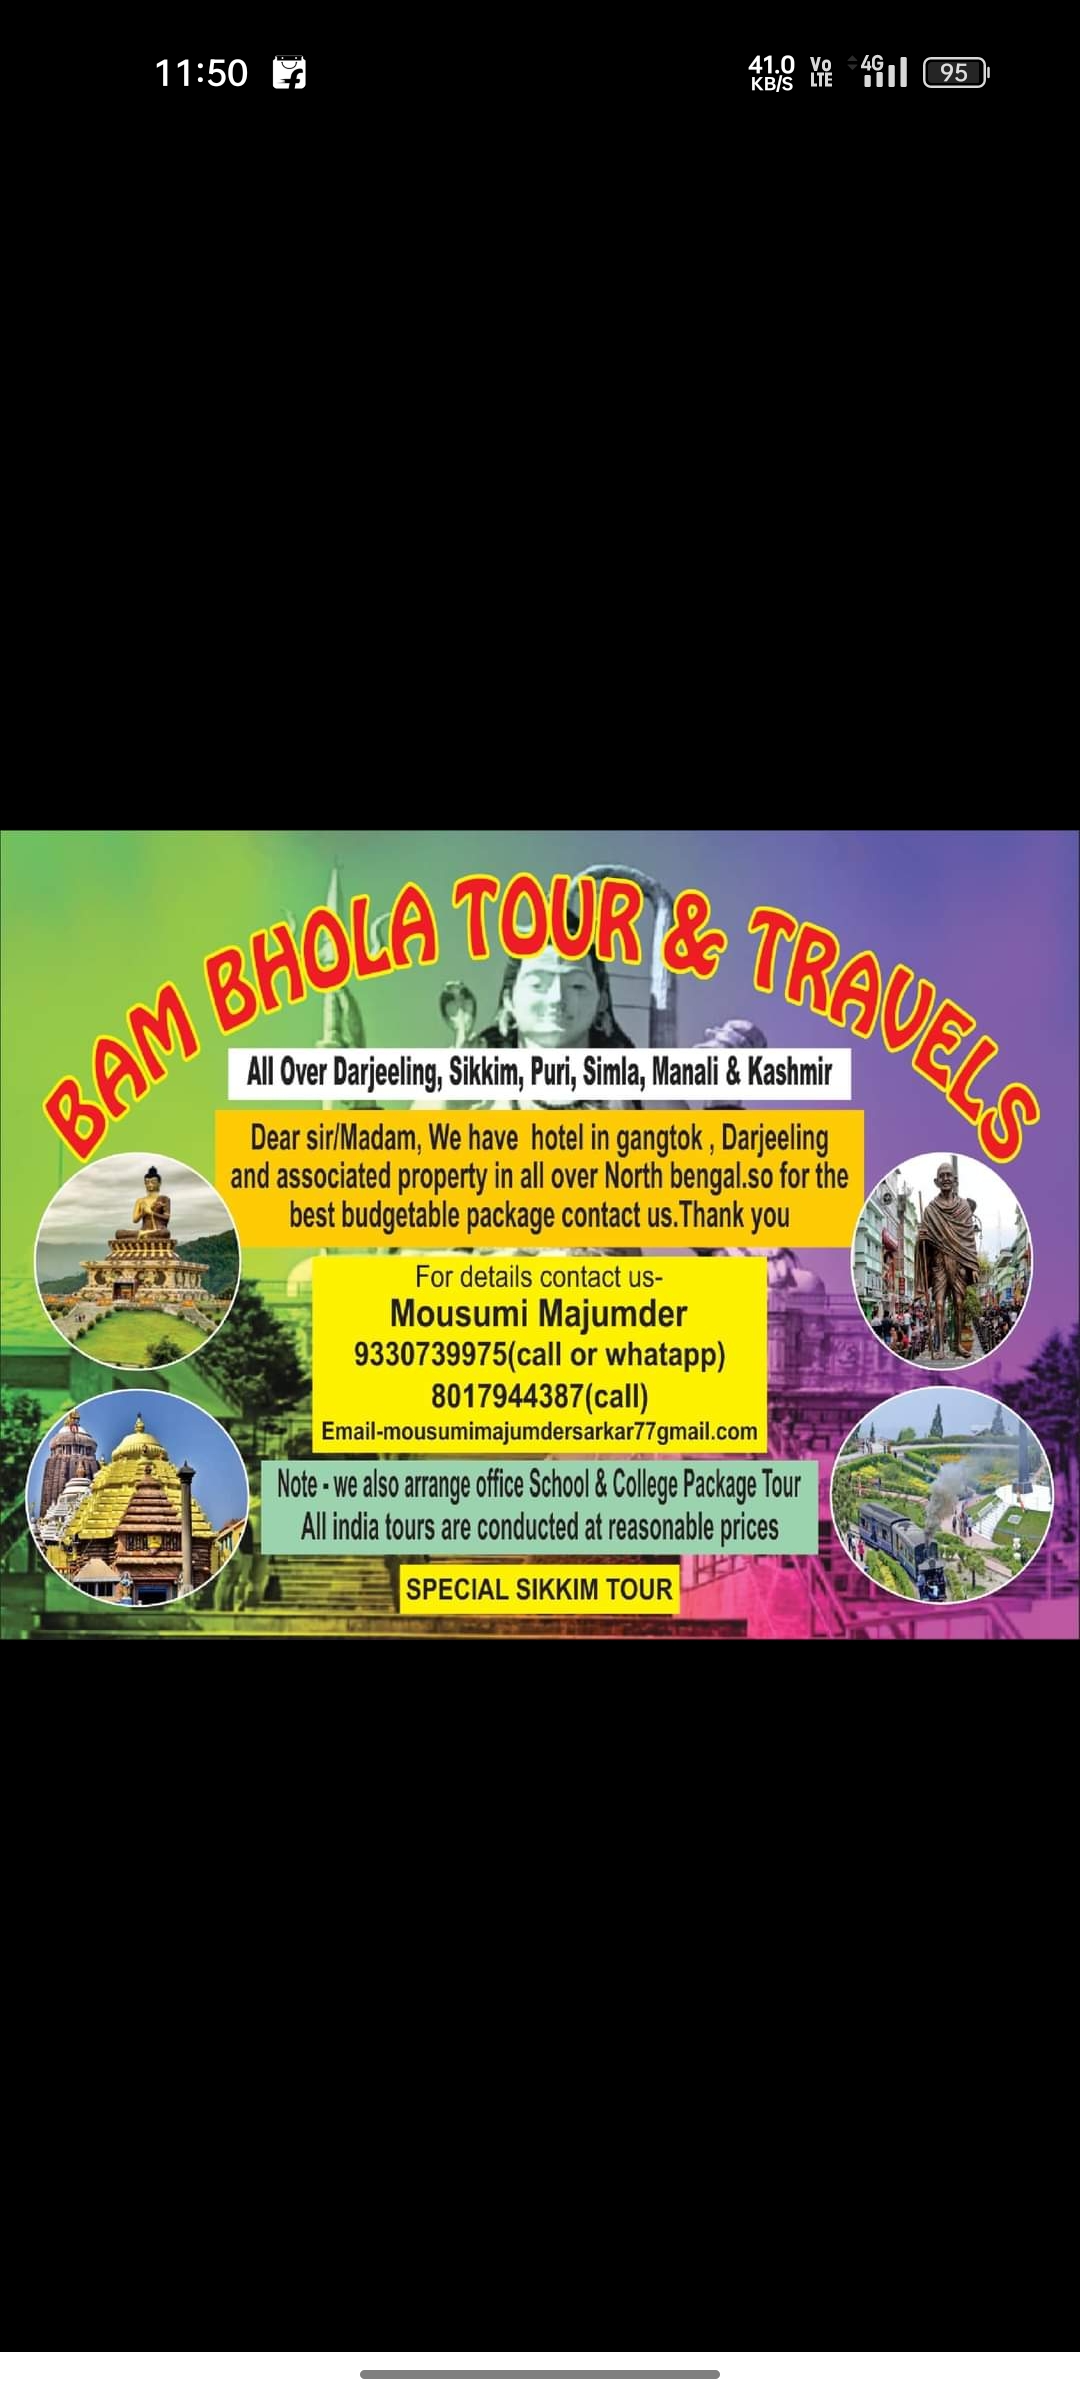 11:50
41.0 KB/S Vo LTE 4G 95
BAM BHOLA TOUR & TRAVELS
All Over Darjeeling, Sikkim, Puri, Simla, Manali & Kashmir
Dear sir/Madam, We have hotel in gangtok , Darjeeling
and associated property in all over North bengal.so for the
best budgetable package contact us.Thank you
For details contact us-
Mousumi Majumder
9330739975(call or whatapp)
8017944387(call)
Email-mousumimajumdersarkar77gmail.com
Note - we also arrange office School & College Package Tour
All india tours are conducted at reasonable prices
SPECIAL SIKKIM TOUR